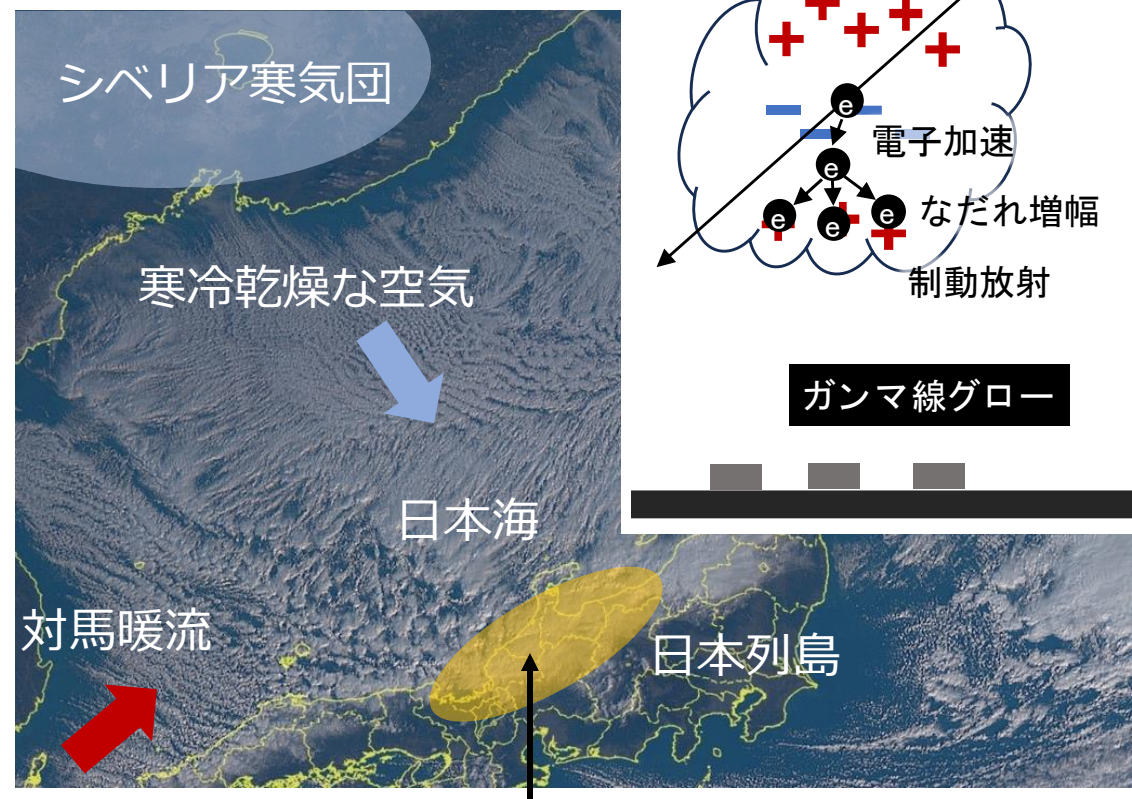 シベリア寒気団
寒冷乾燥な空気
日本海
対馬暖流
日本列島
e
電子加速
e
e
e
e
なだれ増幅
制動放射
ガンマ線グロー